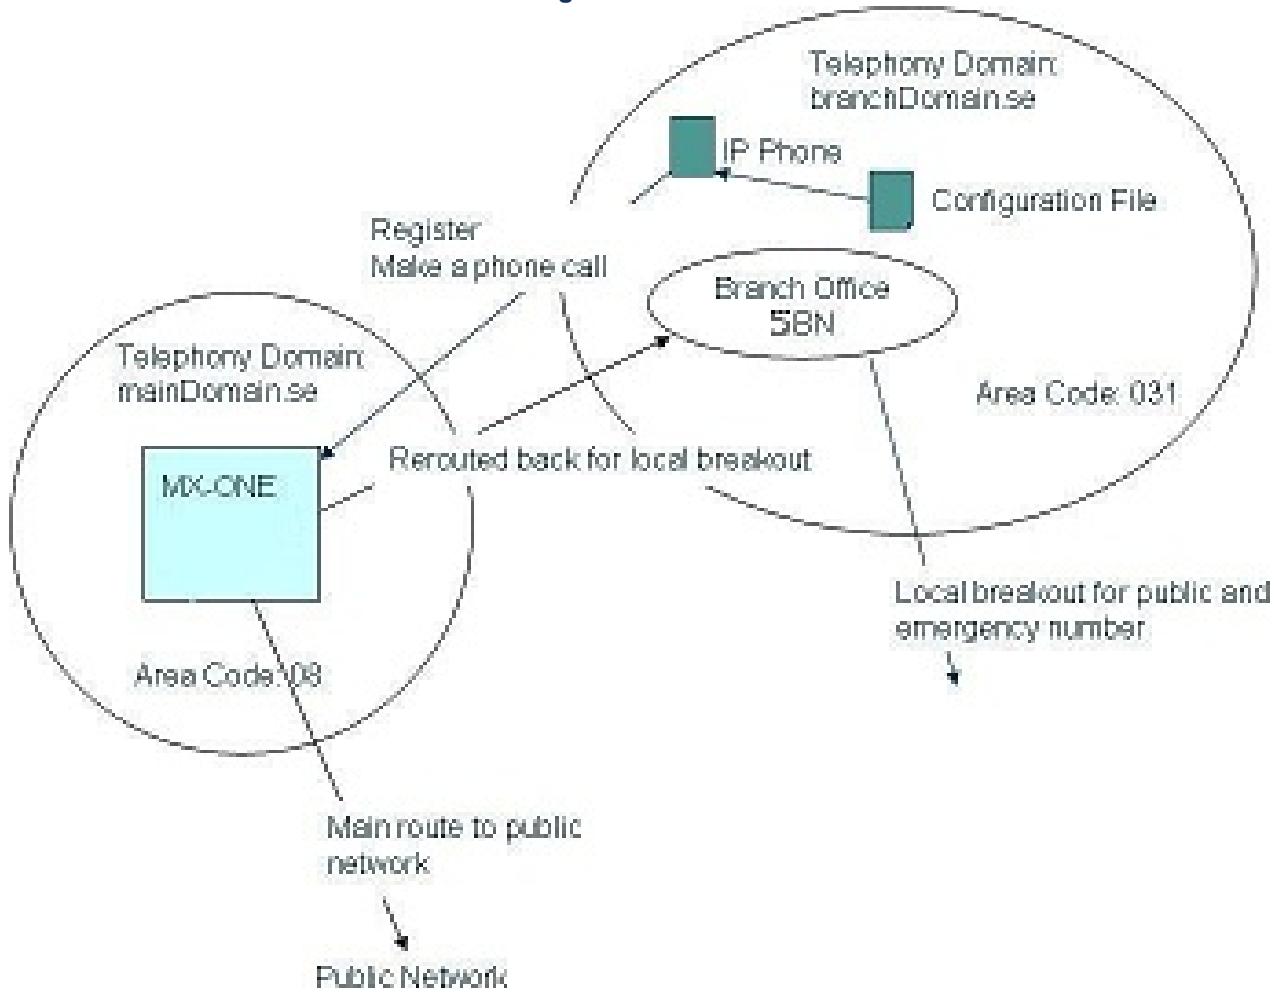 Telephony Domain:
branchDomain.se
IP Phone
Configuration File
Register
Make a phone call
Branch Office
SBN
Telephony Domain:
mainDomain.se
Area Code: 031
Rerouted back for local breakout
MX-ONE
Local breakout for public and
emergency number
Area Code: 08
Main route to public
network
Public Network